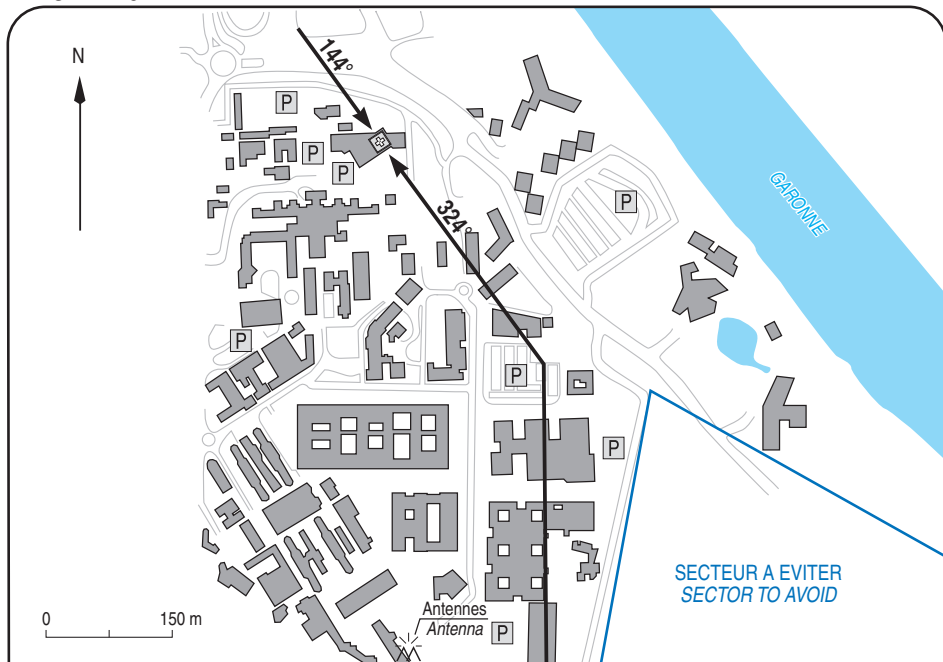 N
144°
P
P
P
324°
P
GARONNE
P
P
P
SECTEUR A EVITER
SECTOR TO AVOID
Antennes
Antenna
P
0 150 m